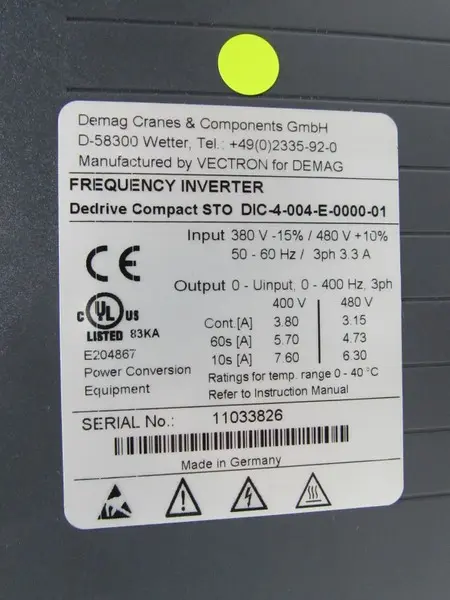 Demag Cranes & Components GmbH
D-58300 Wetter, Tel.: +49(0)2335-92-0
Manufactured by VECTRON for DEMAG
FREQUENCY INVERTER
Dedrive Compact STO DIC-4-004-E-0000-01
Input 380 V -15% / 480 V +10%
50 - 60 Hz / 3ph 3.3 A
Output 0 - Uinput, 0 - 400 Hz, 3ph
400 V 480 V
Cont.[A] 3.80 3.15
60s [A] 5.70 4.73
10s [A] 7.60 6.30
Ratings for temp. range 0 - 40 °C
Refer to Instruction Manual
CE
C UL US
LISTED 83KA
E204867
Power Conversion
Equipment
SERIAL No.: 11033826
Made in Germany